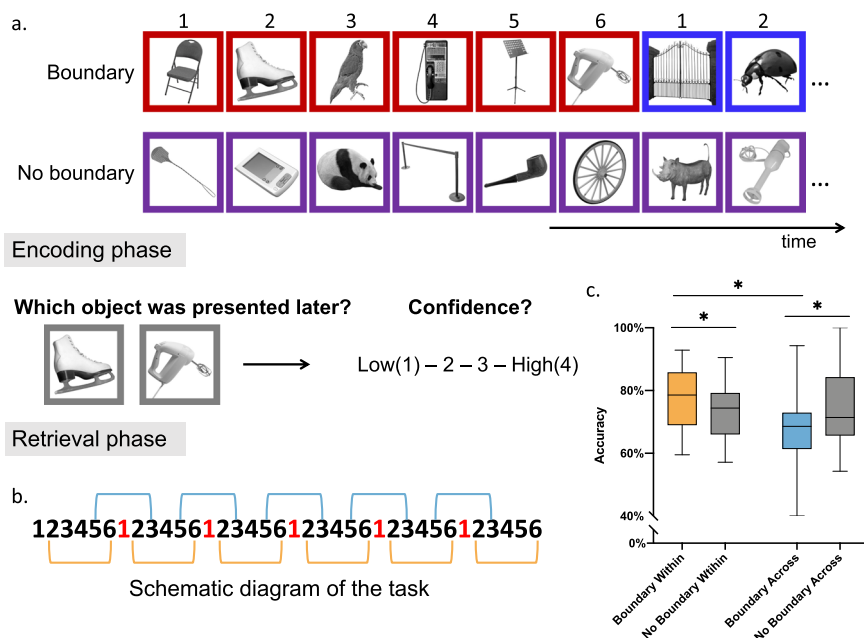 a.
1 2 3 4 5 6 1 2
Boundary ...
No boundary ...
time
Encoding phase
Which object was presented later? Confidence?
Low(1) – 2 – 3 – High(4)
Retrieval phase
b.
123456123456123456123456123456123456
Schematic diagram of the task
c.
* * *
100%
80%
60%
40%
0%
Accuracy
Boundary Within
No Boundary Wtihin
Boundary Across
No Boundary Across